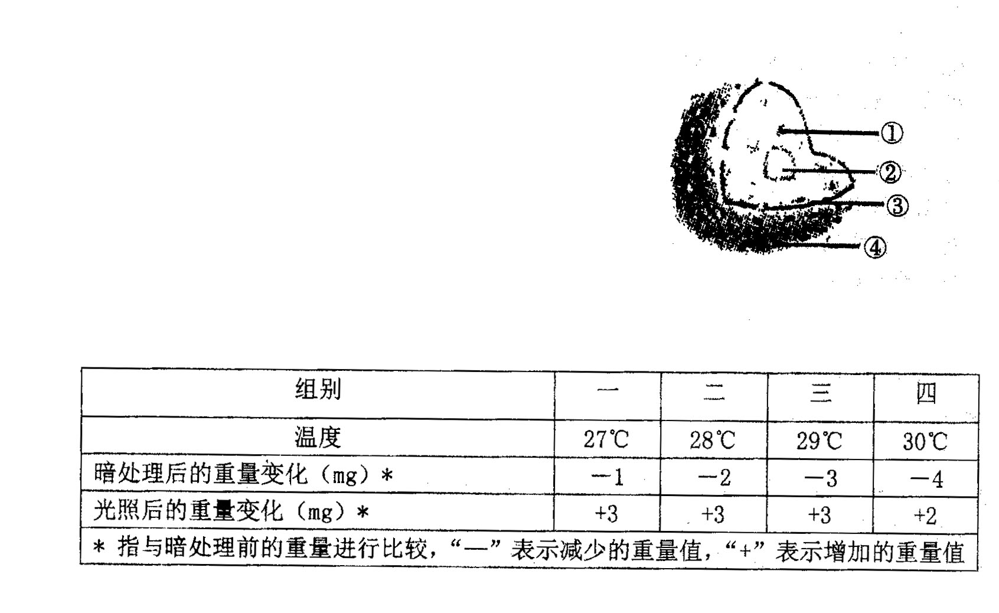 ①
②
③
④
组别 一 二 三 四
温度 27℃ 28℃ 29℃ 30℃
暗处理后的重量变化（mg）* —1 —2 —3 —4
光照后的重量变化（mg）* +3 +3 +3 +2
* 指与暗处理前的重量进行比较，“—”表示减少的重量值，“+”表示增加的重量值